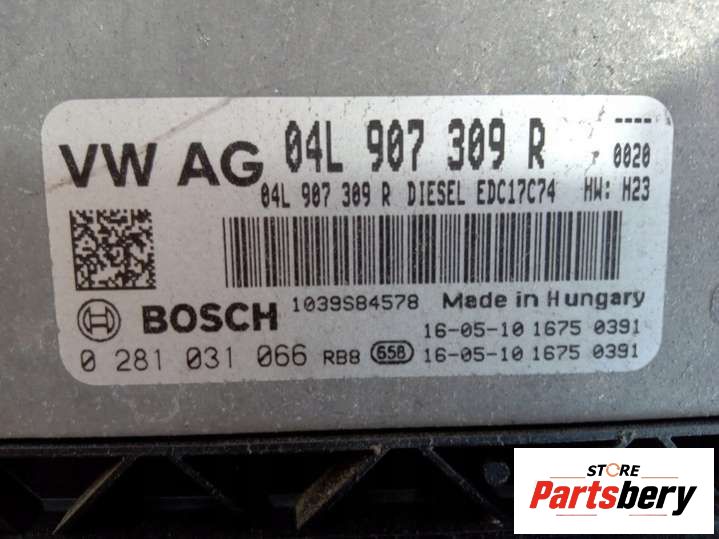 VW AG 04L 907 309 R ----
0020
04L 907 309 R DIESEL EDC17C74 HW: H23
BOSCH 1039S84578 Made in Hungary
16-05-10 1675 0391
0 281 031 066 RB8 658 16-05-10 1675 0391
STORE
Partsbery